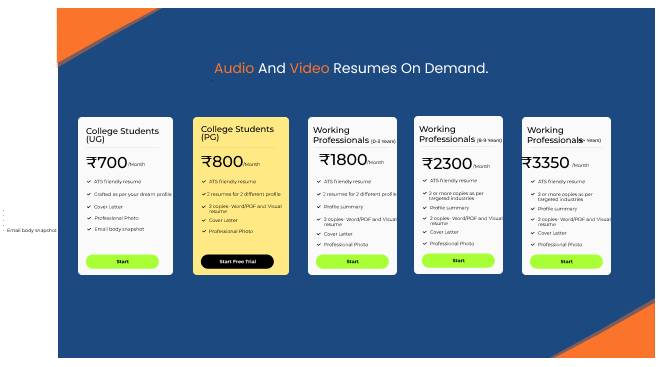 Audio And Video Resumes On Demand.
College Students
(UG)
₹700/Month
ATS friendly resume
Crafted as per your dream profile
Cover Letter
Professional Photo
Email body snapshot
Start
College Students
(PG)
₹800/Month
ATS friendly resume
2 resumes for 2 different profile
2 copies- Word/PDF and Visual
resume
Cover Letter
Professional Photo
Start Free Trial
Working
Professionals (0-3 Years)
₹1800/Month
ATS friendly resume
2 resumes for 2 different profile
Profile summary
2 copies- Word/PDF and Visual
resume
Cover Letter
Professional Photo
Start
Working
Professionals (6-9 Years)
₹2300/Month
ATS friendly resume
2 or more copies as per
targeted industries
Profile summary
2 copies- Word/PDF and Visual
resume
Cover Letter
Professional Photo
Start
Working
Professionals Years)
₹3350/Month
ATS friendly resume
2 or more copies as per
targeted industries
Profile summary
2 copies- Word/PDF and Visual
resume
Cover Letter
Professional Photo
Start
Email body snapshot